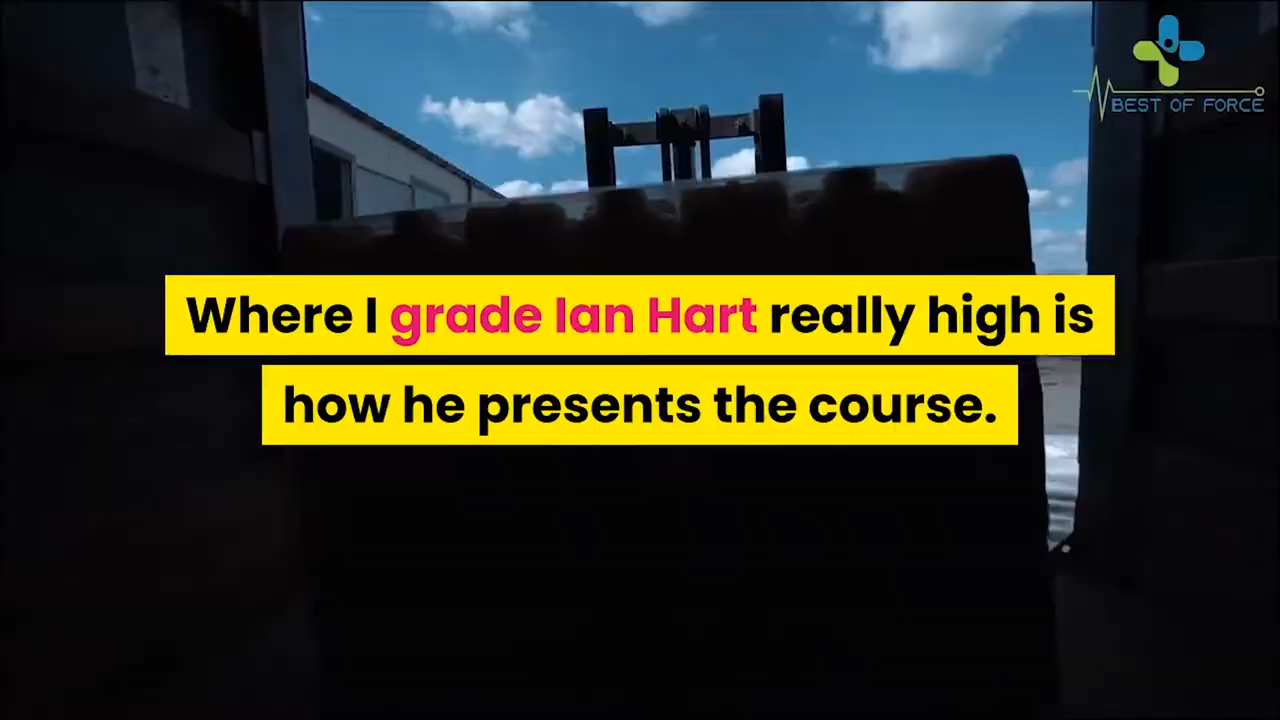 BEST OF FORCE
Where I grade Ian Hart really high is
how he presents the course.